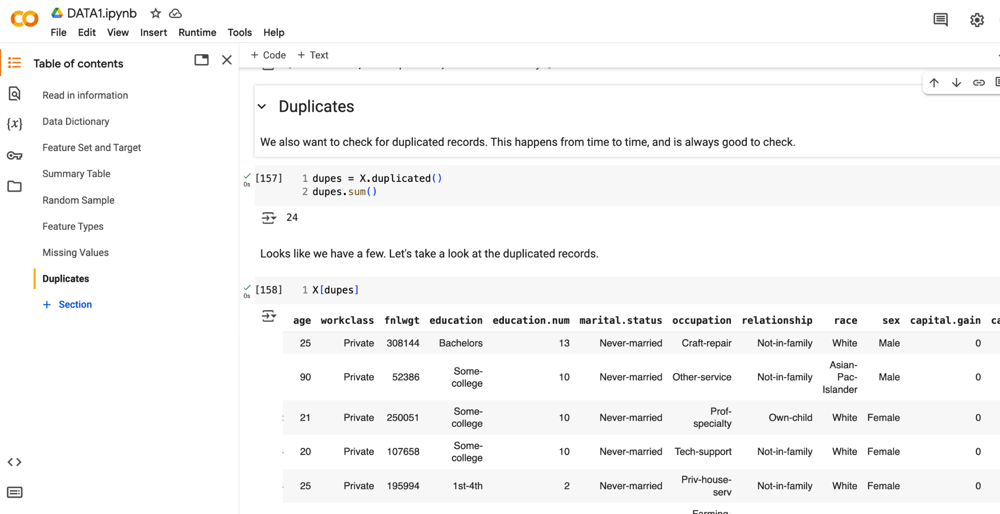 DATA1.ipynb
File Edit View Insert Runtime Tools Help
Table of contents
Read in information
Data Dictionary
Feature Set and Target
Summary Table
Random Sample
Feature Types
Missing Values
Duplicates
+ Section
{x}
+ Code + Text
Duplicates
We also want to check for duplicated records. This happens from time to time, and is always good to check.
0s
[157]
1 dupes = X.duplicated()
2 dupes.sum()
24
Looks like we have a few. Let's take a look at the duplicated records.
0s
[158]
1 X[dupes]
age workclass fnlwgt education education.num marital.status occupation relationship race sex capital.gain ca
25 Private 308144 Bachelors 13 Never-married Craft-repair Not-in-family White Male 0
90 Private 52386 Some-college 10 Never-married Other-service Not-in-family Asian-Pac-Islander Male 0
21 Private 250051 Some-college 10 Never-married Prof-specialty Own-child White Female 0
20 Private 107658 Some-college 10 Never-married Tech-support Not-in-family White Female 0
25 Private 195994 1st-4th 2 Never-married Priv-house-serv Not-in-family White Female 0
Farming-